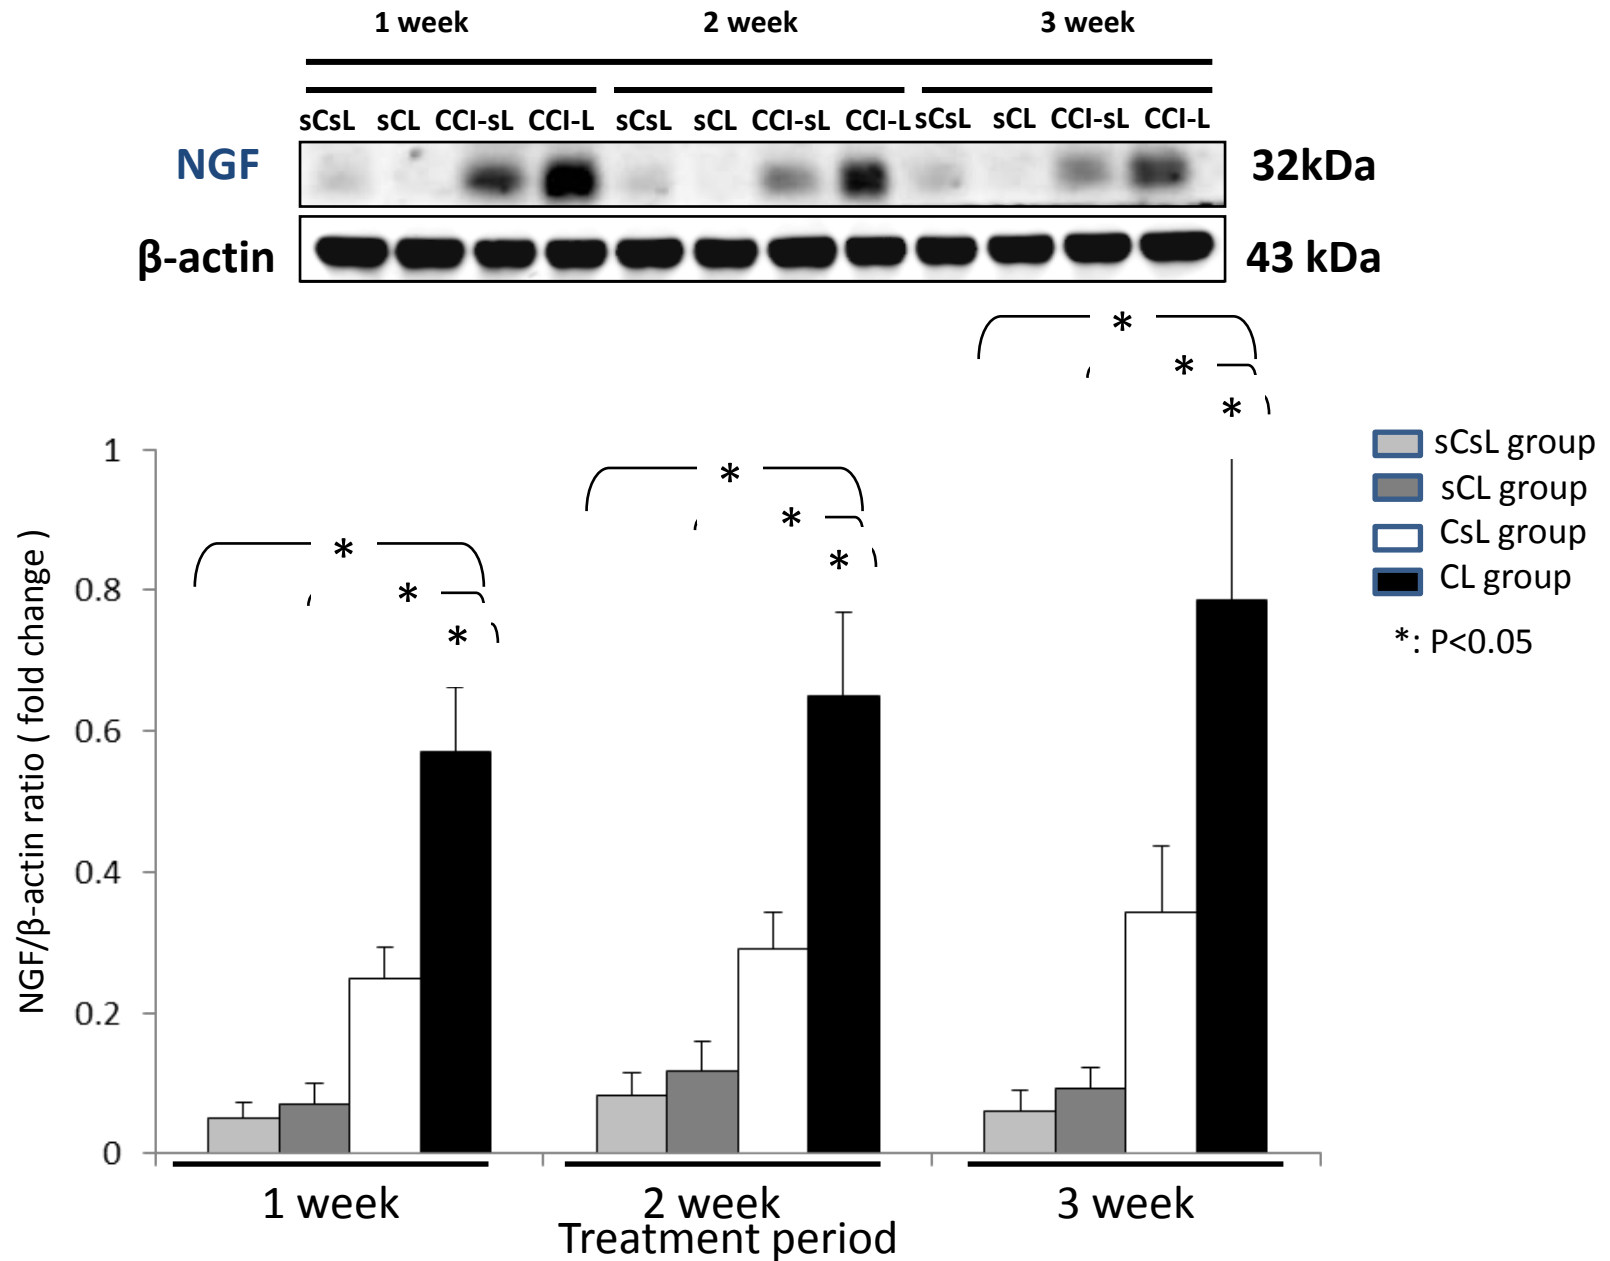 1 week 2 week 3 week
sCsL sCL CCI-sL CCI-L sCsL sCL CCI-sL CCI-L sCsL sCL CCI-sL CCI-L
NGF 32kDa
β-actin 43 kDa
*
*
*
*
*
*
*
*
*
sCsL group
sCL group
CsL group
CL group
*: P<0.05
NGF/β-actin ratio ( fold change )
1
0.8
0.6
0.4
0.2
0
1 week 2 week 3 week
Treatment period